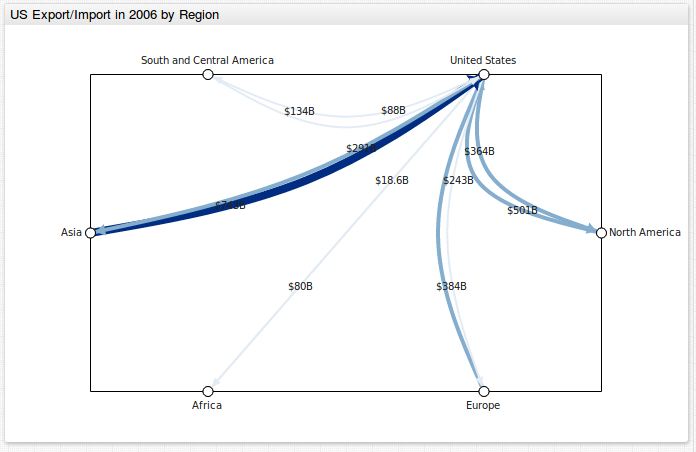 US Export/Import in 2006 by Region
South and Central America
United States
$134B
$88B
$291B
$364B
$18.6B
$243B
$501B
Asia
North America
$80B
$384B
Africa
Europe